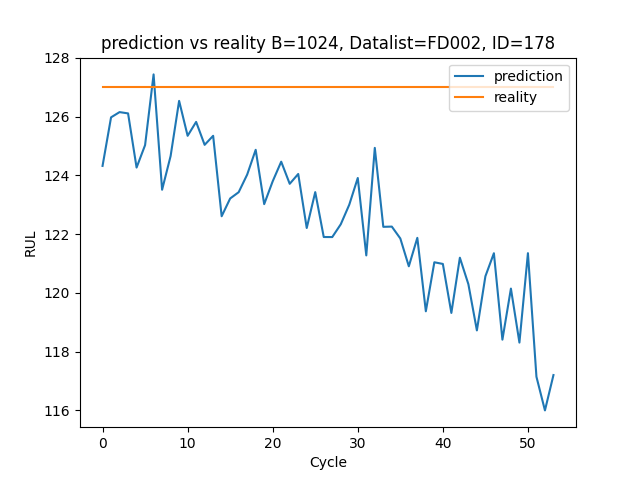 prediction vs reality B=1024, Datalist=FD002, ID=178
128
126
124
122
120
118
116
RUL
prediction
reality
0
10
20
30
40
50
Cycle